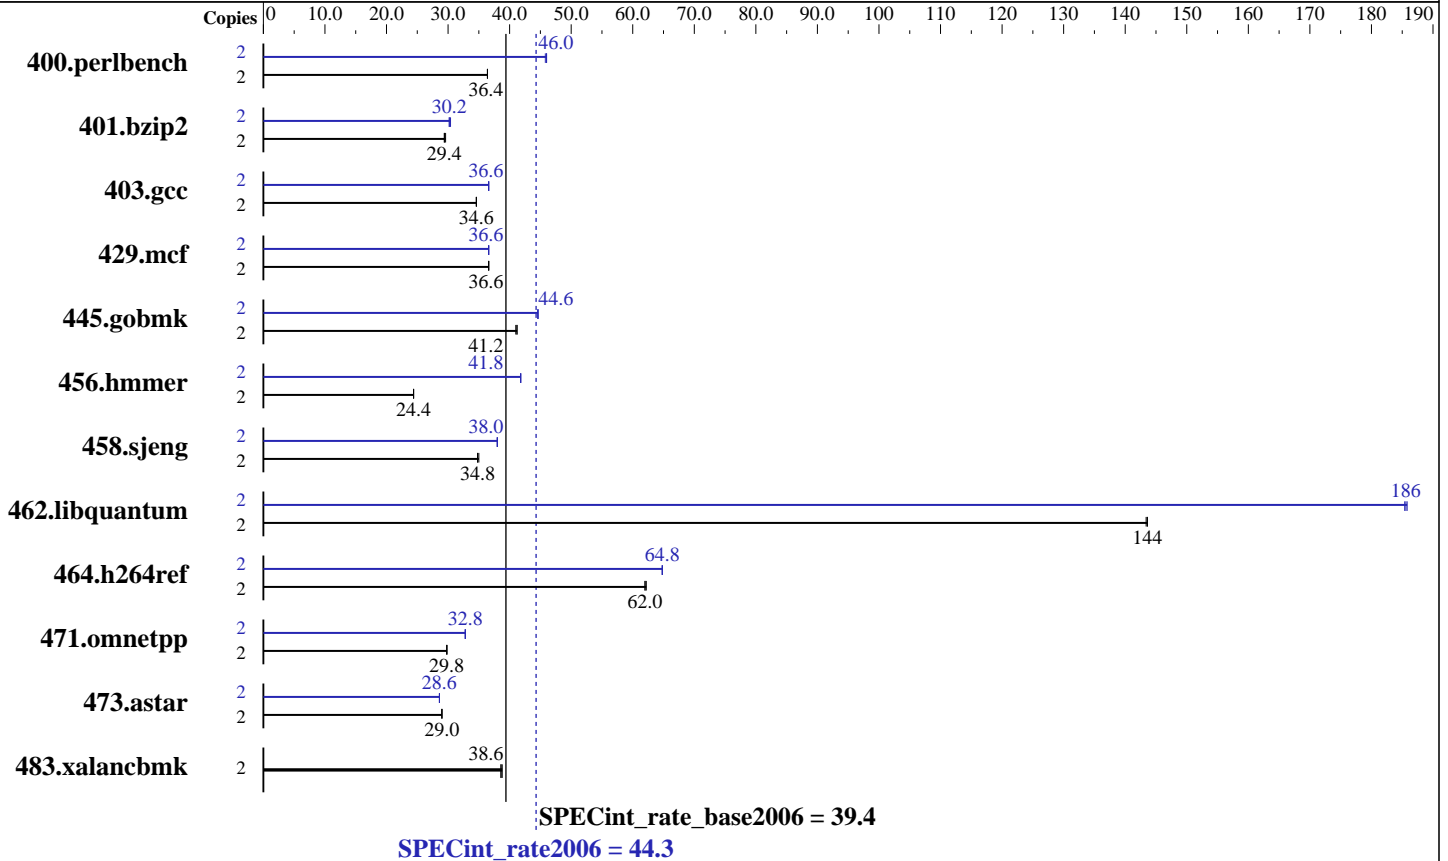 Copies 0 10.0 20.0 30.0 40.0 50.0 60.0 70.0 80.0 90.0 100 110 120 130 140 150 160 170 180 190
400.perlbench 2 46.0
2 36.4
401.bzip2 2 30.2
2 29.4
403.gcc 2 36.6
2 34.6
429.mcf 2 36.6
2 36.6
445.gobmk 2 44.6
2 41.2
456.hmmer 2 41.8
2 24.4
458.sjeng 2 38.0
2 34.8
462.libquantum 2 186
2 144
464.h264ref 2 64.8
2 62.0
471.omnetpp 2 32.8
2 29.8
473.astar 2 28.6
2 29.0
483.xalancbmk 2 38.6
SPECint_rate_base2006 = 39.4
SPECint_rate2006 = 44.3